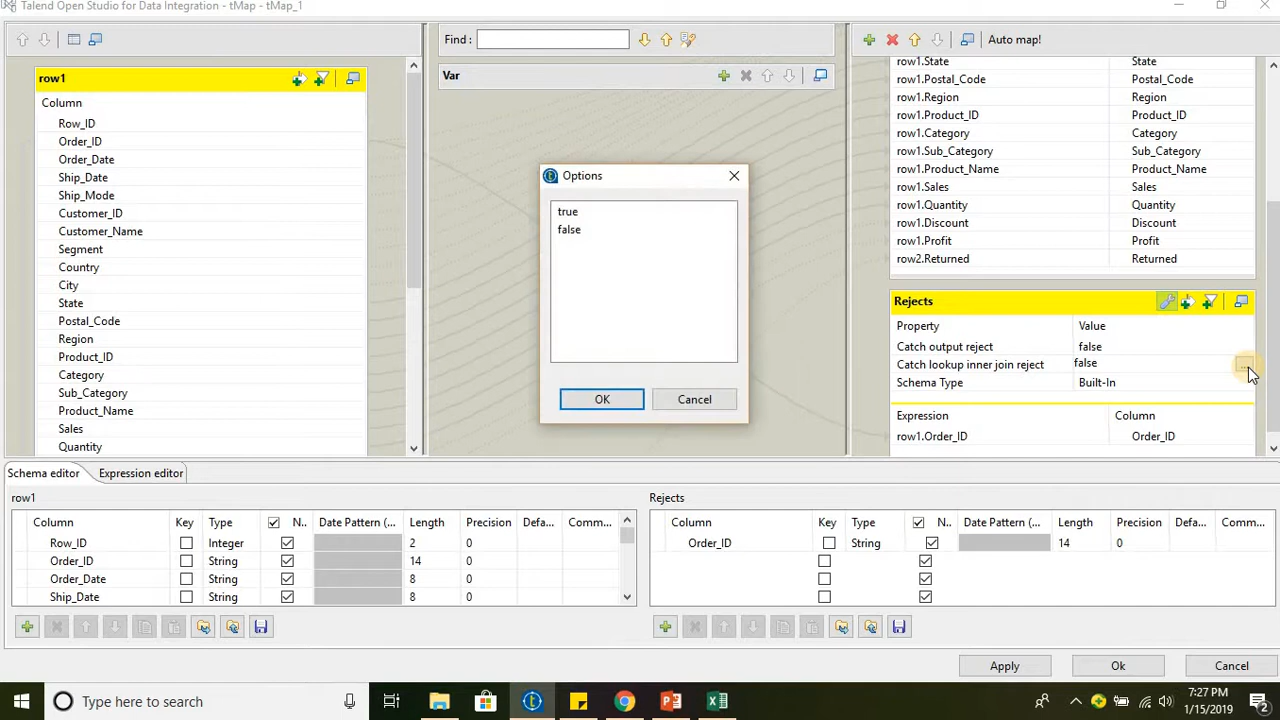 Talend Open Studio for Data Integration - tMap - tMap_1
Find :
Auto map!
row1
Column
Row_ID
Order_ID
Order_Date
Ship_Date
Ship_Mode
Customer_ID
Customer_Name
Segment
Country
City
State
Postal_Code
Region
Product_ID
Category
Sub_Category
Product_Name
Sales
Quantity
Var
Options
true
false
OK Cancel
row1.State State
row1.Postal_Code Postal_Code
row1.Region Region
row1.Product_ID Product_ID
row1.Category Category
row1.Sub_Category Sub_Category
row1.Product_Name Product_Name
row1.Sales Sales
row1.Quantity Quantity
row1.Discount Discount
row1.Profit Profit
row2.Returned Returned
Rejects
Property Value
Catch output reject false
Catch lookup inner join reject false ...
Schema Type Built-In
Expression Column
row1.Order_ID Order_ID
Schema editor Expression editor
row1
Column Key Type N.. Date Pattern (... Length Precision Defa... Comm...
Row_ID Integer 2 0
Order_ID String 14 0
Order_Date String 8 0
Ship_Date String 8 0
Rejects
Column Key Type N.. Date Pattern (... Length Precision Defa... Comm...
Order_ID String 14 0
Apply Ok Cancel
Type here to search
7:27 PM
1/15/2019
2